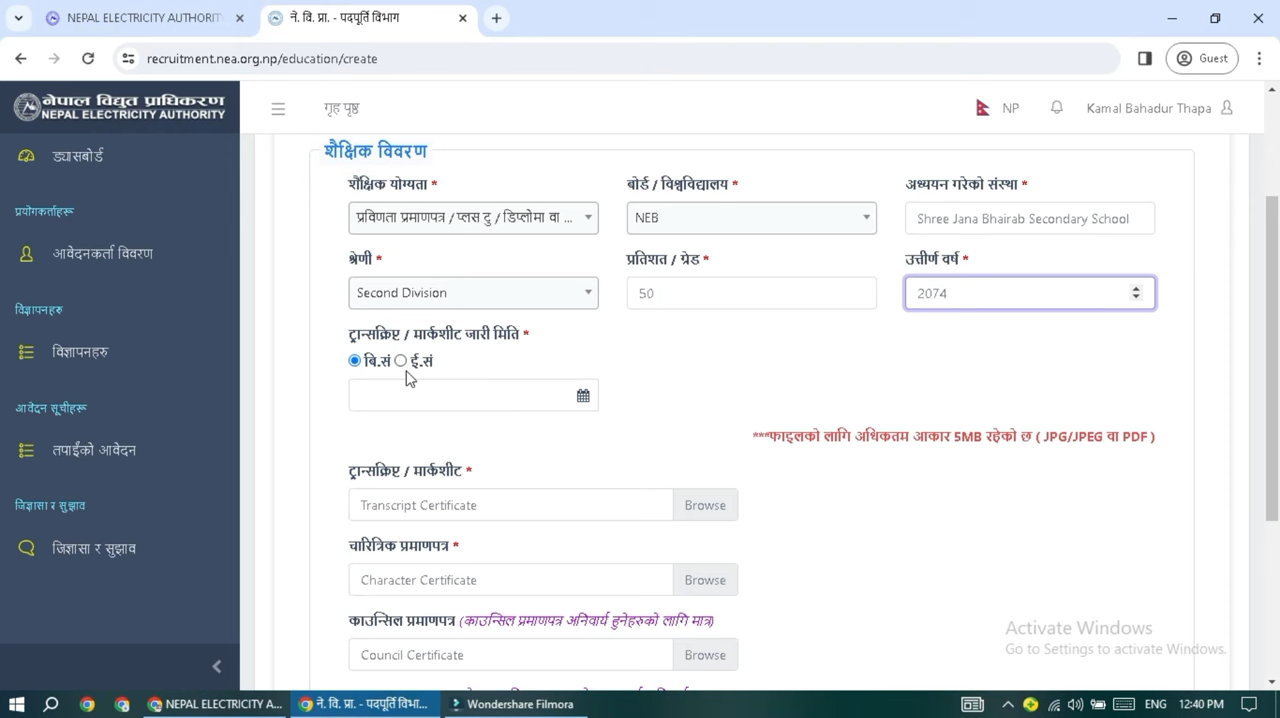 NEPAL ELECTRICITY AUTHORITY
ने. वि. प्रा. - पदपूर्ति विभाग
recruitment.nea.org.np/education/create
Guest
नेपाल विद्युत प्राधिकरण
NEPAL ELECTRICITY AUTHORITY
गृह पृष्ठ
NP
Kamal Bahadur Thapa
ड्यासबोर्ड
प्रयोगकर्ताहरू
आवेदनकर्ता विवरण
विज्ञापनहरु
विज्ञापनहरु
आवेदन सूचीहरू
तपाईंको आवेदन
जिज्ञासा र सुझाव
जिज्ञासा र सुझाव
शैक्षिक विवरण
शैक्षिक योग्यता *
बोर्ड / विश्वविद्यालय *
अध्ययन गरेको संस्था *
प्रविणता प्रमाणपत्र / प्लस टु / डिप्लोमा वा ...
NEB
Shree Jana Bhairab Secondary School
श्रेणी *
प्रतिशत / ग्रेड *
उत्तीर्ण वर्ष *
Second Division
50
2074
ट्रान्सक्रिप्ट / मार्कशीट जारी मिति *
बि.सं
ई.सं
***फाइलको लागि अधिकतम आकार 5MB रहेको छ ( JPG/JPEG वा PDF )
ट्रान्सक्रिप्ट / मार्कशीट *
Transcript Certificate
Browse
चारित्रिक प्रमाणपत्र *
Character Certificate
Browse
काउन्सिल प्रमाणपत्र (काउन्सिल प्रमाणपत्र अनिवार्य हुनेहरुको लागि मात्र)
Council Certificate
Browse
Activate Windows
Go to Settings to activate Windows.
NEPAL ELECTRICITY A...
ने. वि. प्रा. - पदपूर्ति विभा...
Wondershare Filmora
ENG
12:40 PM